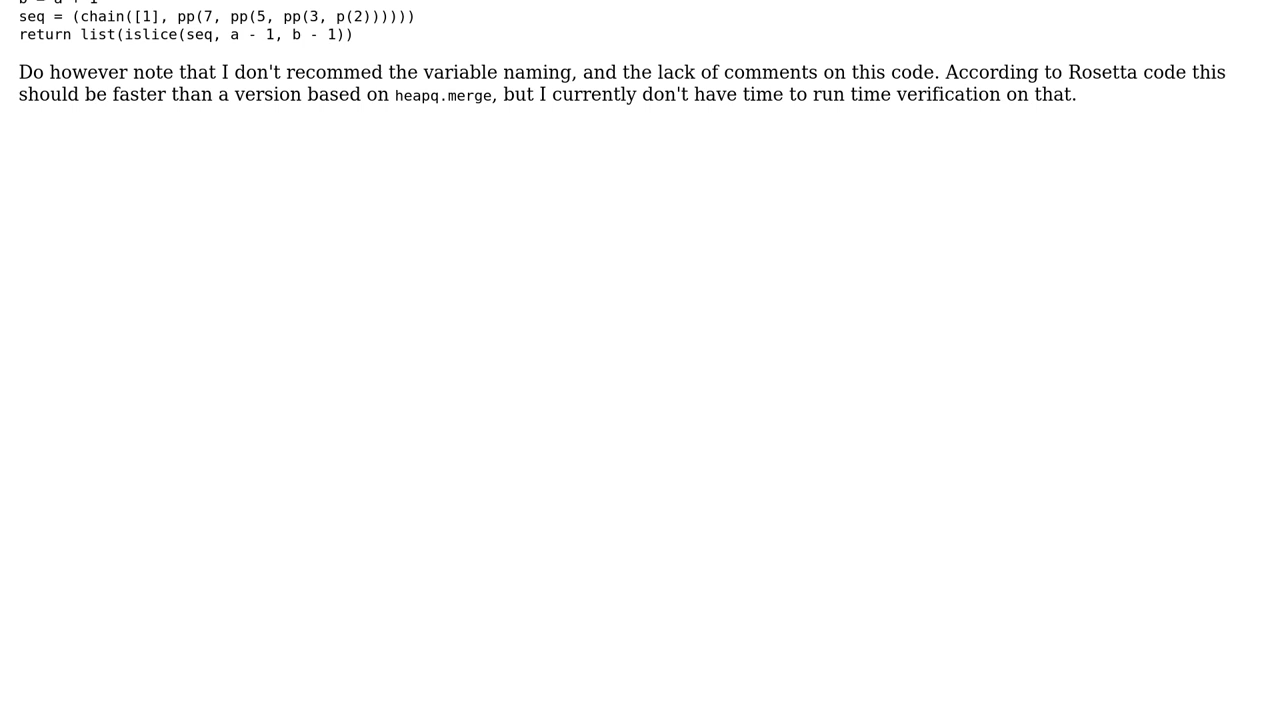 b = a + 1
seq = (chain([1], pp(7, pp(5, pp(3, p(2))))))
return list(islice(seq, a - 1, b - 1))
Do however note that I don't recommed the variable naming, and the lack of comments on this code. According to Rosetta code this
should be faster than a version based on heapq.merge, but I currently don't have time to run time verification on that.